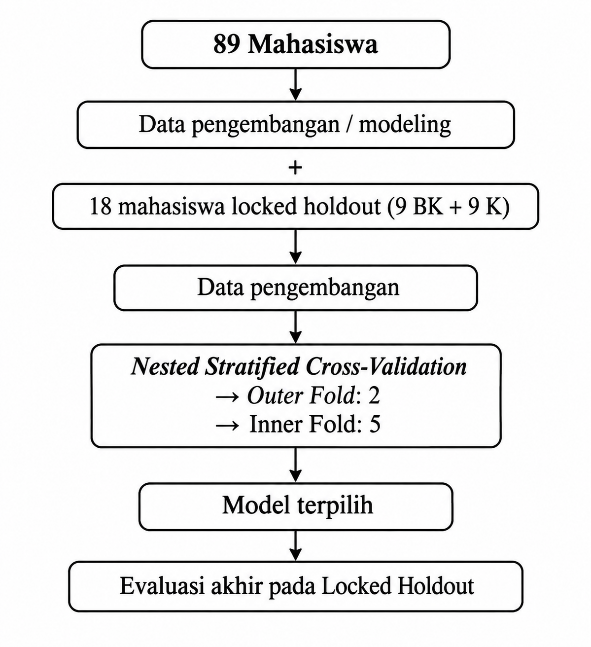 89 Mahasiswa
Data pengembangan / modeling
+
18 mahasiswa locked holdout (9 BK + 9 K)
Data pengembangan
Nested Stratified Cross-Validation
→ Outer Fold: 2
→ Inner Fold: 5
Model terpilih
Evaluasi akhir pada Locked Holdout